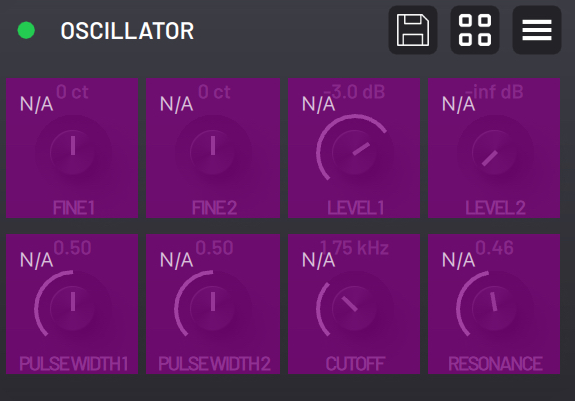 OSCILLATOR
0 ct 0 ct -3.0 dB -inf dB
N/A N/A N/A N/A
FINE1 FINE2 LEVEL1 LEVEL2
0.50 0.50 1.75 kHz 0.46
N/A N/A N/A N/A
PULSE WIDTH1 PULSE WIDTH2 CUTOFF RESONANCE